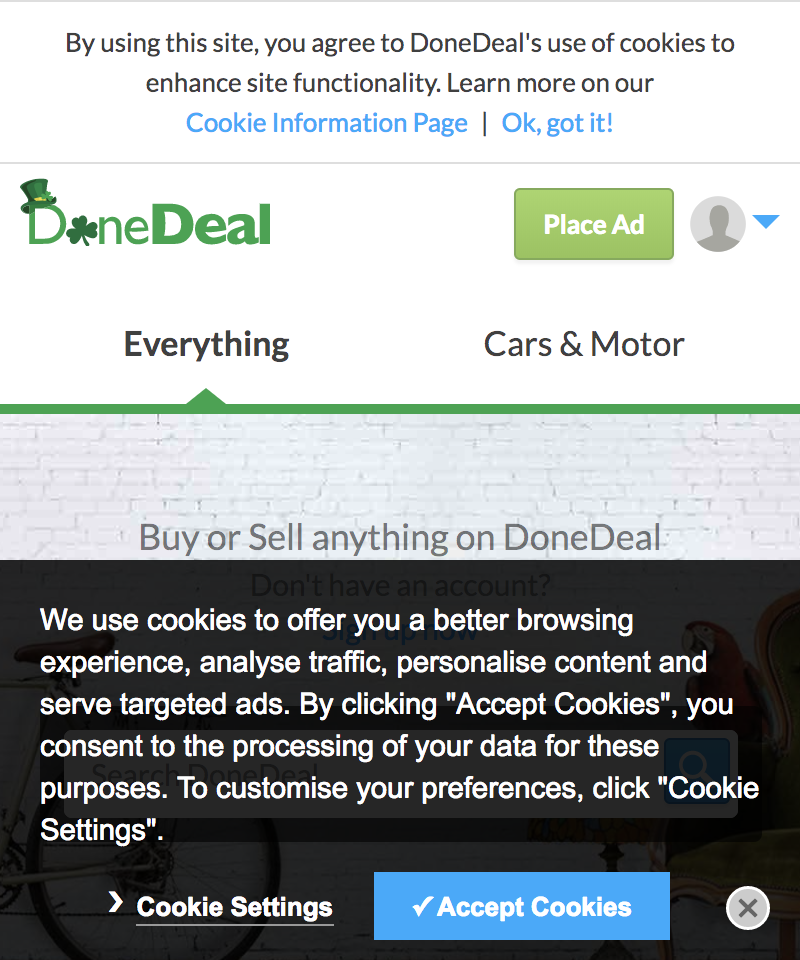 By using this site, you agree to DoneDeal's use of cookies to
enhance site functionality. Learn more on our
Cookie Information Page | Ok, got it!
DoneDeal
Place Ad
Everything
Cars & Motor
Buy or Sell anything on DoneDeal
Don't have an account?
Sign up now
We use cookies to offer you a better browsing
experience, analyse traffic, personalise content and
serve targeted ads. By clicking "Accept Cookies", you
consent to the processing of your data for these
Search DoneDeal
purposes. To customise your preferences, click "Cookie
Settings".
Cookie Settings
✔Accept Cookies